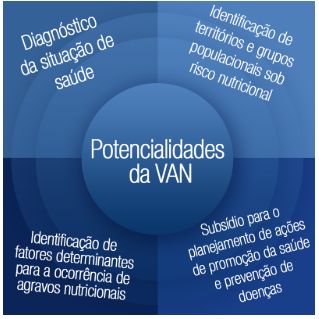 Diagnóstico
da situação de
saúde
Identificação de
territórios e grupos
populacionais sob
risco nutricional
Potencialidades
da VAN
Identificação de
fatores determinantes
para a ocorrência de
agravos nutricionais
Subsídio para o
planejamento de ações
de promoção da saúde
e prevenção de
doenças